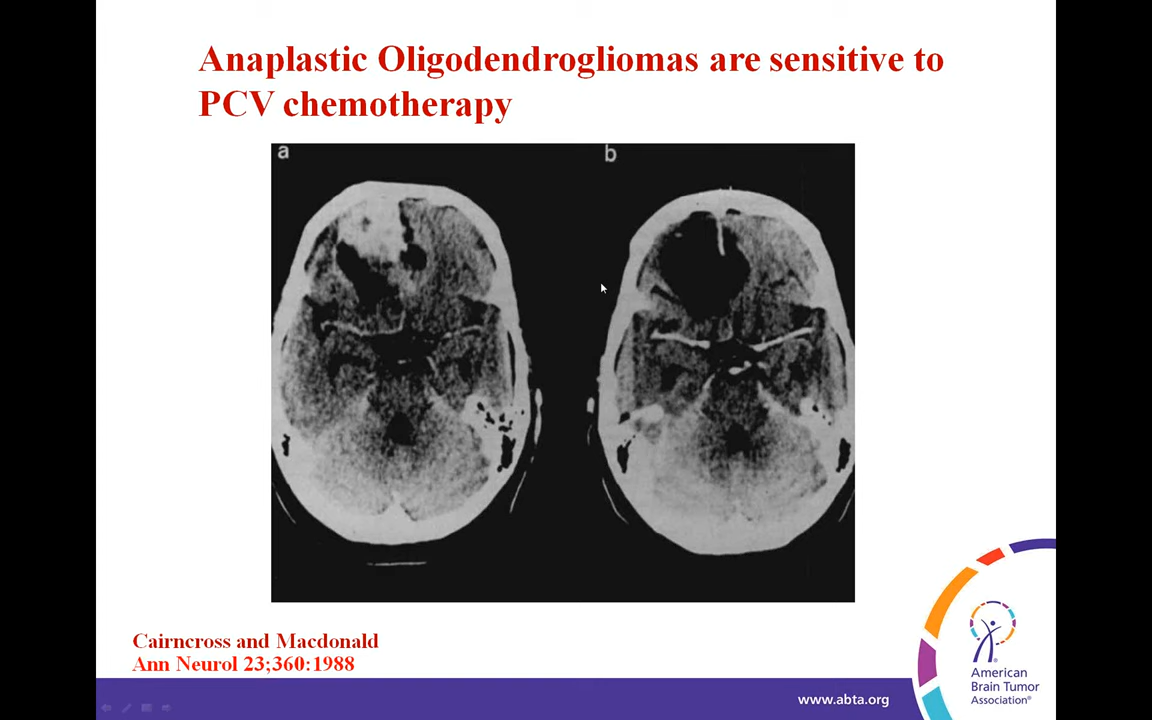 Anaplastic Oligodendrogliomas are sensitive to
PCV chemotherapy
a
b
Cairncross and Macdonald
Ann Neurol 23;360:1988
www.abta.org
American
Brain Tumor
Association®